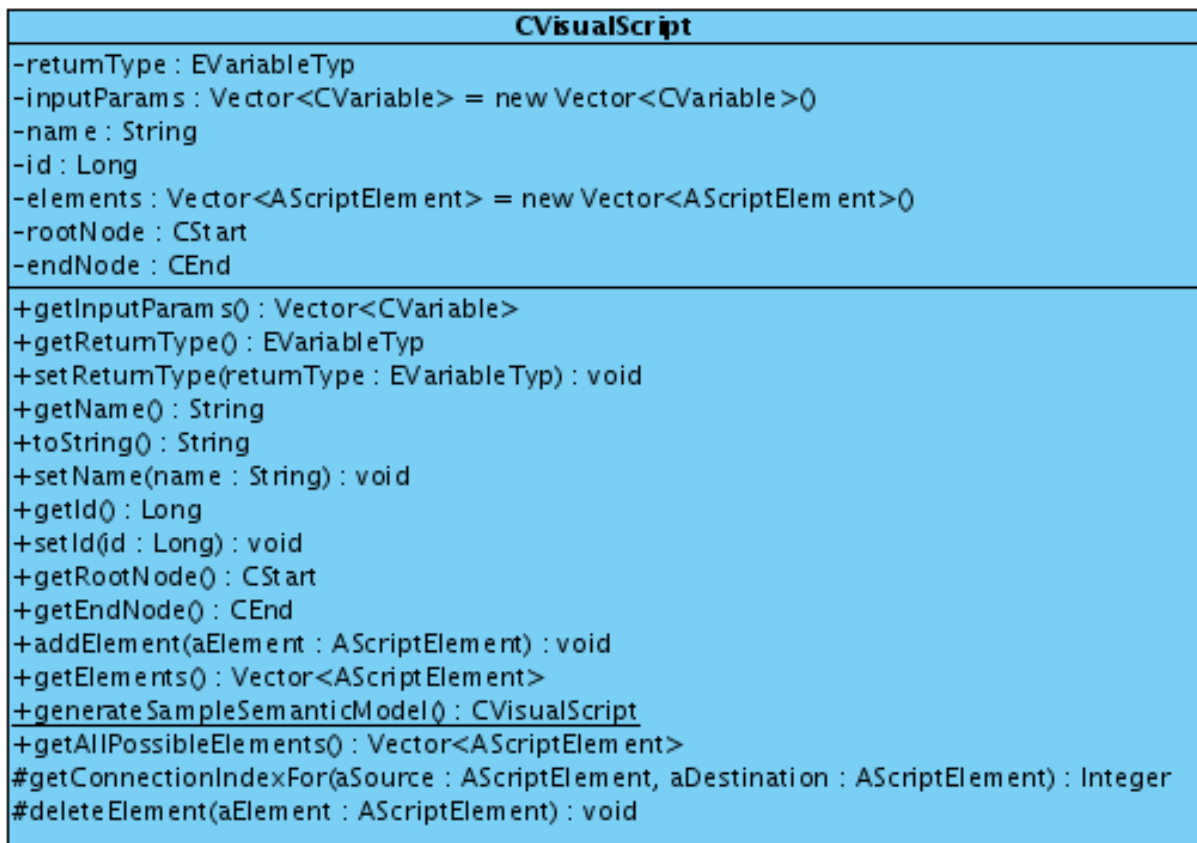 CVisualScript
-returnType : EVariableTyp
-inputParams : Vector<CVariable> = new Vector<CVariable>()
-name : String
-id : Long
-elements : Vector<AScriptElement> = new Vector<AScriptElement>()
-rootNode : CStart
-endNode : CEnd
+getInputParams() : Vector<CVariable>
+getReturnType() : EVariableTyp
+setReturnType(returnType : EVariableTyp) : void
+getName() : String
+toString() : String
+setName(name : String) : void
+getId() : Long
+setId(id : Long) : void
+getRootNode() : CStart
+getEndNode() : CEnd
+addElement(aElement : AScriptElement) : void
+getElements() : Vector<AScriptElement>
+generateSampleSemanticModel() : CVisualScript
+getAllPossibleElements() : Vector<AScriptElement>
#getConnectionIndexFor(aSource : AScriptElement, aDestination : AScriptElement) : Integer
#deleteElement(aElement : AScriptElement) : void